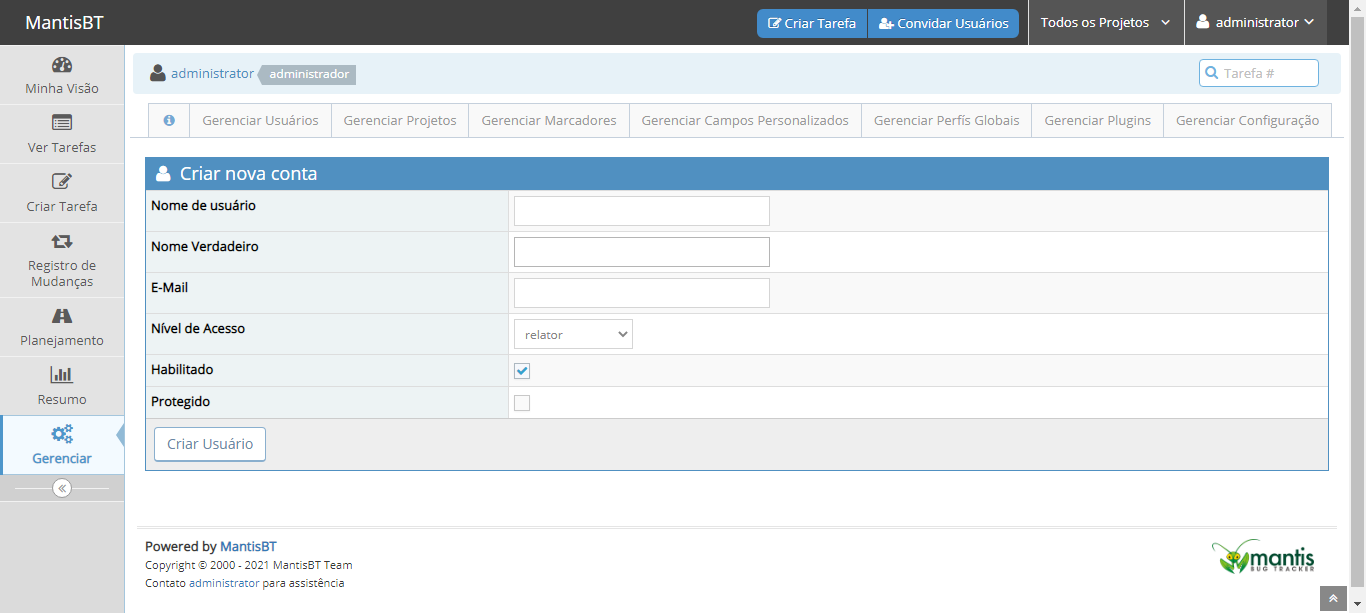 MantisBT
Criar Tarefa
Convidar Usuários
Todos os Projetos
administrator
Minha Visão
Ver Tarefas
Criar Tarefa
Registro de
Mudanças
Planejamento
Resumo
Gerenciar
administrator
administrador
Tarefa #
Gerenciar Usuários
Gerenciar Projetos
Gerenciar Marcadores
Gerenciar Campos Personalizados
Gerenciar Perfís Globais
Gerenciar Plugins
Gerenciar Configuração
Criar nova conta
Nome de usuário
Nome Verdadeiro
E-Mail
Nível de Acesso
relator
Habilitado
Protegido
Criar Usuário
Powered by MantisBT
Copyright © 2000 - 2021 MantisBT Team
Contato administrator para assistência
mantis
BUG TRACKER